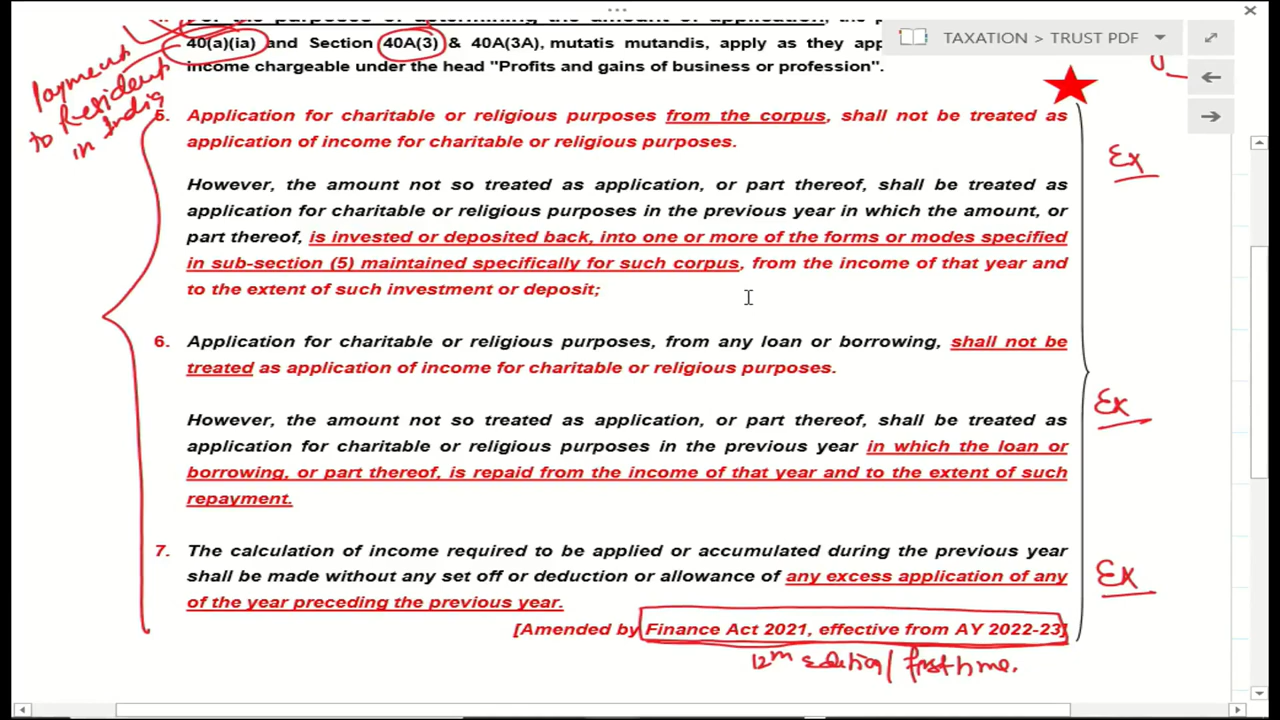 For the purposes of determining the amount of application, the p
TAXATION > TRUST PDF
40(a)(ia) and Section 40A(3) & 40A(3A), mutatis mutandis, apply as they app
income chargeable under the head "Profits and gains of business or profession".
Payment
to Resident
in India
5. Application for charitable or religious purposes from the corpus, shall not be treated as
application of income for charitable or religious purposes.
Ex
However, the amount not so treated as application, or part thereof, shall be treated as
application for charitable or religious purposes in the previous year in which the amount, or
part thereof, is invested or deposited back, into one or more of the forms or modes specified
in sub-section (5) maintained specifically for such corpus, from the income of that year and
to the extent of such investment or deposit;
6. Application for charitable or religious purposes, from any loan or borrowing, shall not be
treated as application of income for charitable or religious purposes.
Ex
However, the amount not so treated as application, or part thereof, shall be treated as
application for charitable or religious purposes in the previous year in which the loan or
borrowing, or part thereof, is repaid from the income of that year and to the extent of such
repayment.
7. The calculation of income required to be applied or accumulated during the previous year
shall be made without any set off or deduction or allowance of any excess application of any
of the year preceding the previous year.
Ex
[Amended by Finance Act 2021, effective from AY 2022-23]
12th edition / first time.